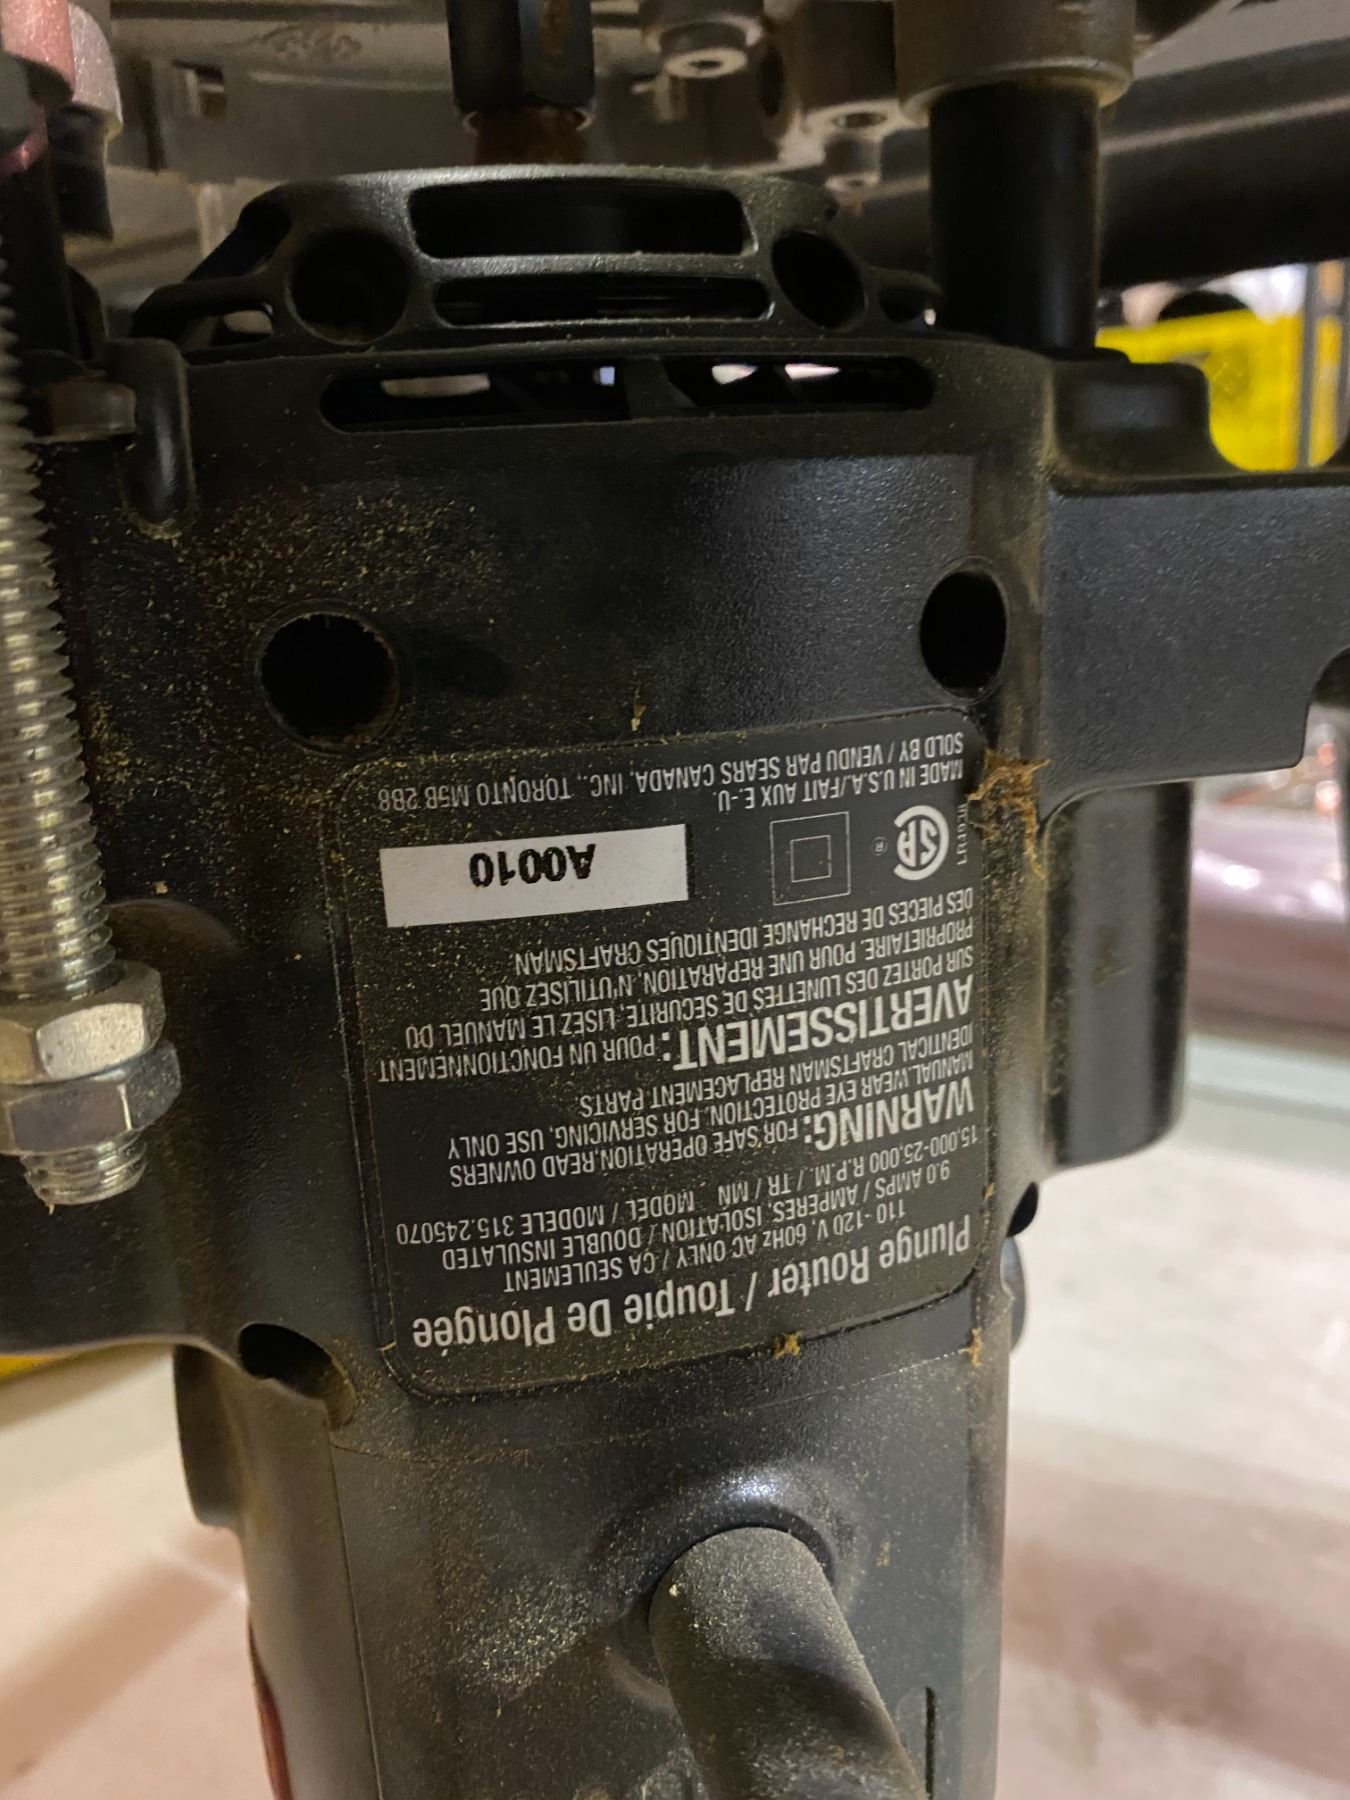 Plunge Router / Toupie De Plongée
110 -120 V, 60Hz AC ONLY / CA SEULEMENT
9.0 AMPS / AMPERES, ISOLATION / DOUBLE INSULATED
15,000-25,000 R.P.M. / TR / MN MODEL / MODELE 315.245070
WARNING: FOR SAFE OPERATION,READ OWNERS
MANUAL.WEAR EYE PROTECTION, FOR SERVICING, USE ONLY
IDENTICAL CRAFTSMAN REPLACEMENT PARTS
AVERTISSEMENT: POUR UN FONCTIONNEMENT
SUR PORTEZ DES LUNETTES DE SECURITE, LISEZ LE MANUEL DU
PROPRIETAIRE. POUR UNE REPARATION, N'UTILISEZ QUE
DES PIECES DE RECHANGE IDENTIQUES CRAFTSMAN.
SA ®
A0010
MADE IN U.S.A./FAIT AUX E.-U.
SOLD BY / VENDU PAR SEARS CANADA, INC., TORONTO M5B 2B8